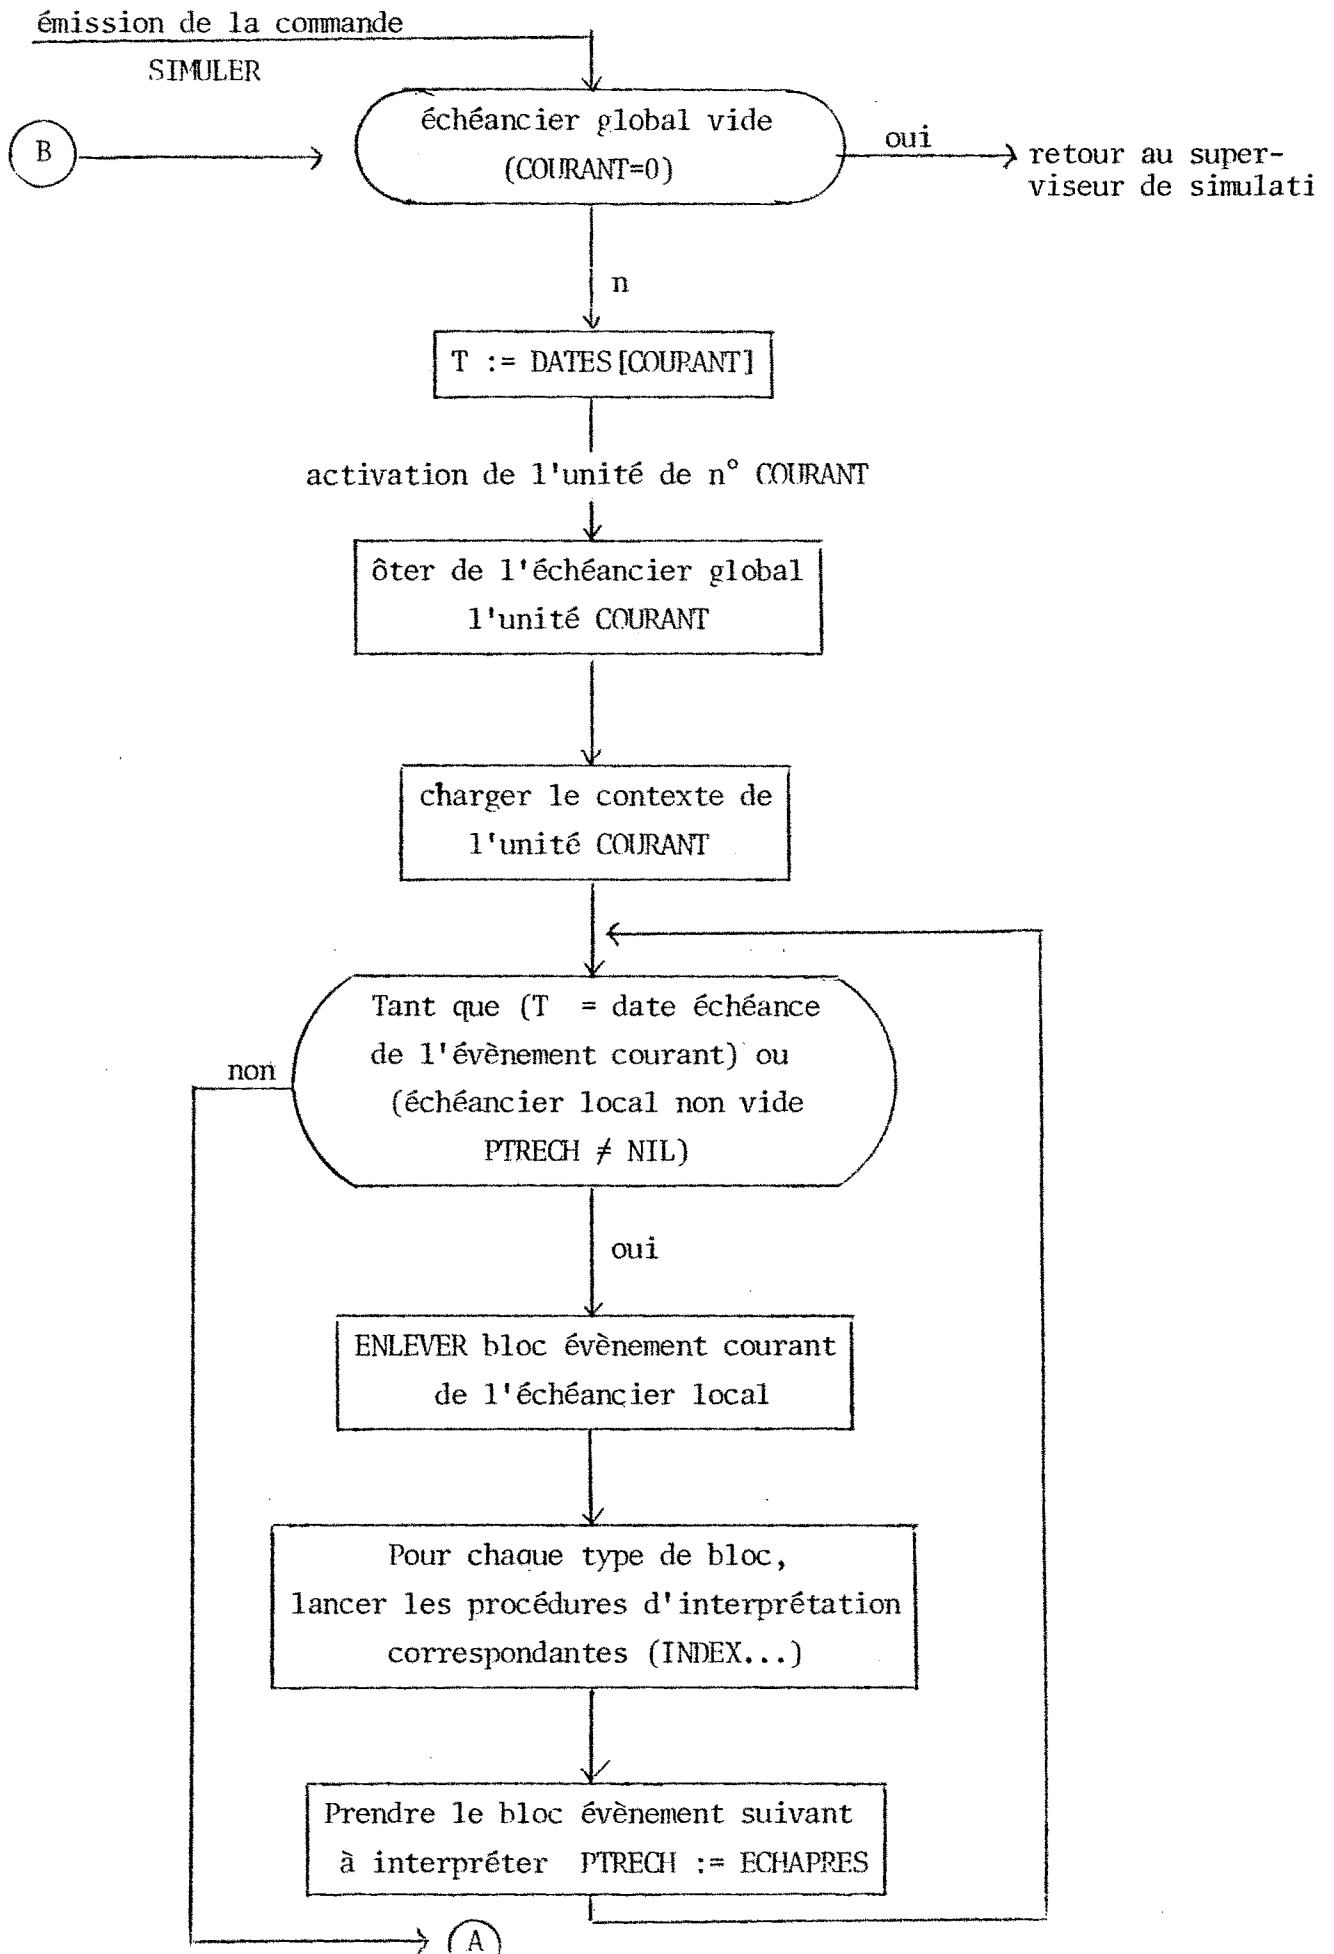 émission de la commande
SIMULER
B
échéancier global vide
(COURANT=0)
oui
retour au super-
viseur de simulati
n
T := DATES[COURANT]
activation de l'unité de n° COURANT
ôter de l'échéancier global
l'unité COURANT
charger le contexte de
l'unité COURANT
Tant que (T = date échéance
de l'évènement courant) ou
(échéancier local non vide
PTRECH ≠ NIL)
non
oui
ENLEVER bloc évènement courant
de l'échéancier local
Pour chaque type de bloc,
lancer les procédures d'interprétation
correspondantes (INDEX...)
Prendre le bloc évènement suivant
à interpréter PTRECH := ECHAPRES
A